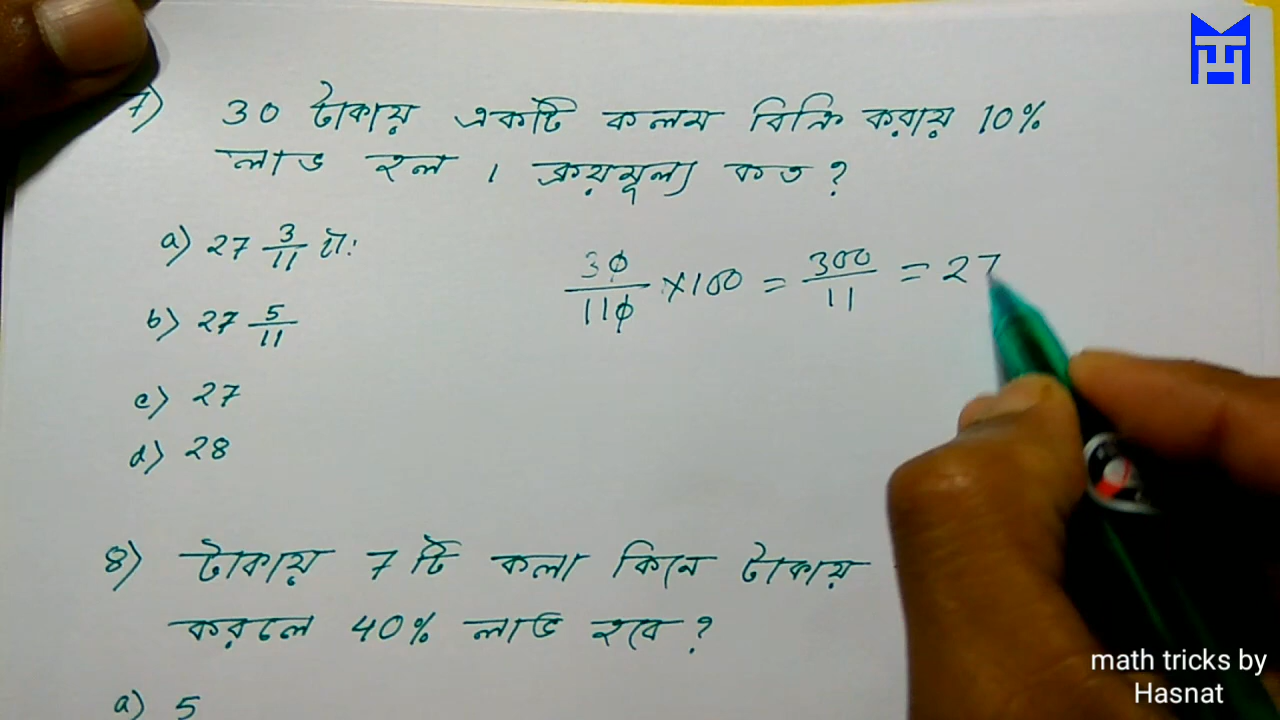 7) 30 টাকায় একটি কলম বিক্রি করায় 10%
লাভ হল । ক্রয়মূল্য কত ?
a) 27 3/11 টা:
b) 27 5/11
c) 27
d) 28
30/110 ×100 = 300/11 = 27
8) টাকায় 7 টি কলা কিনে টাকায়
করলে 40% লাভ হবে ?
a) 5
math tricks by
Hasnat